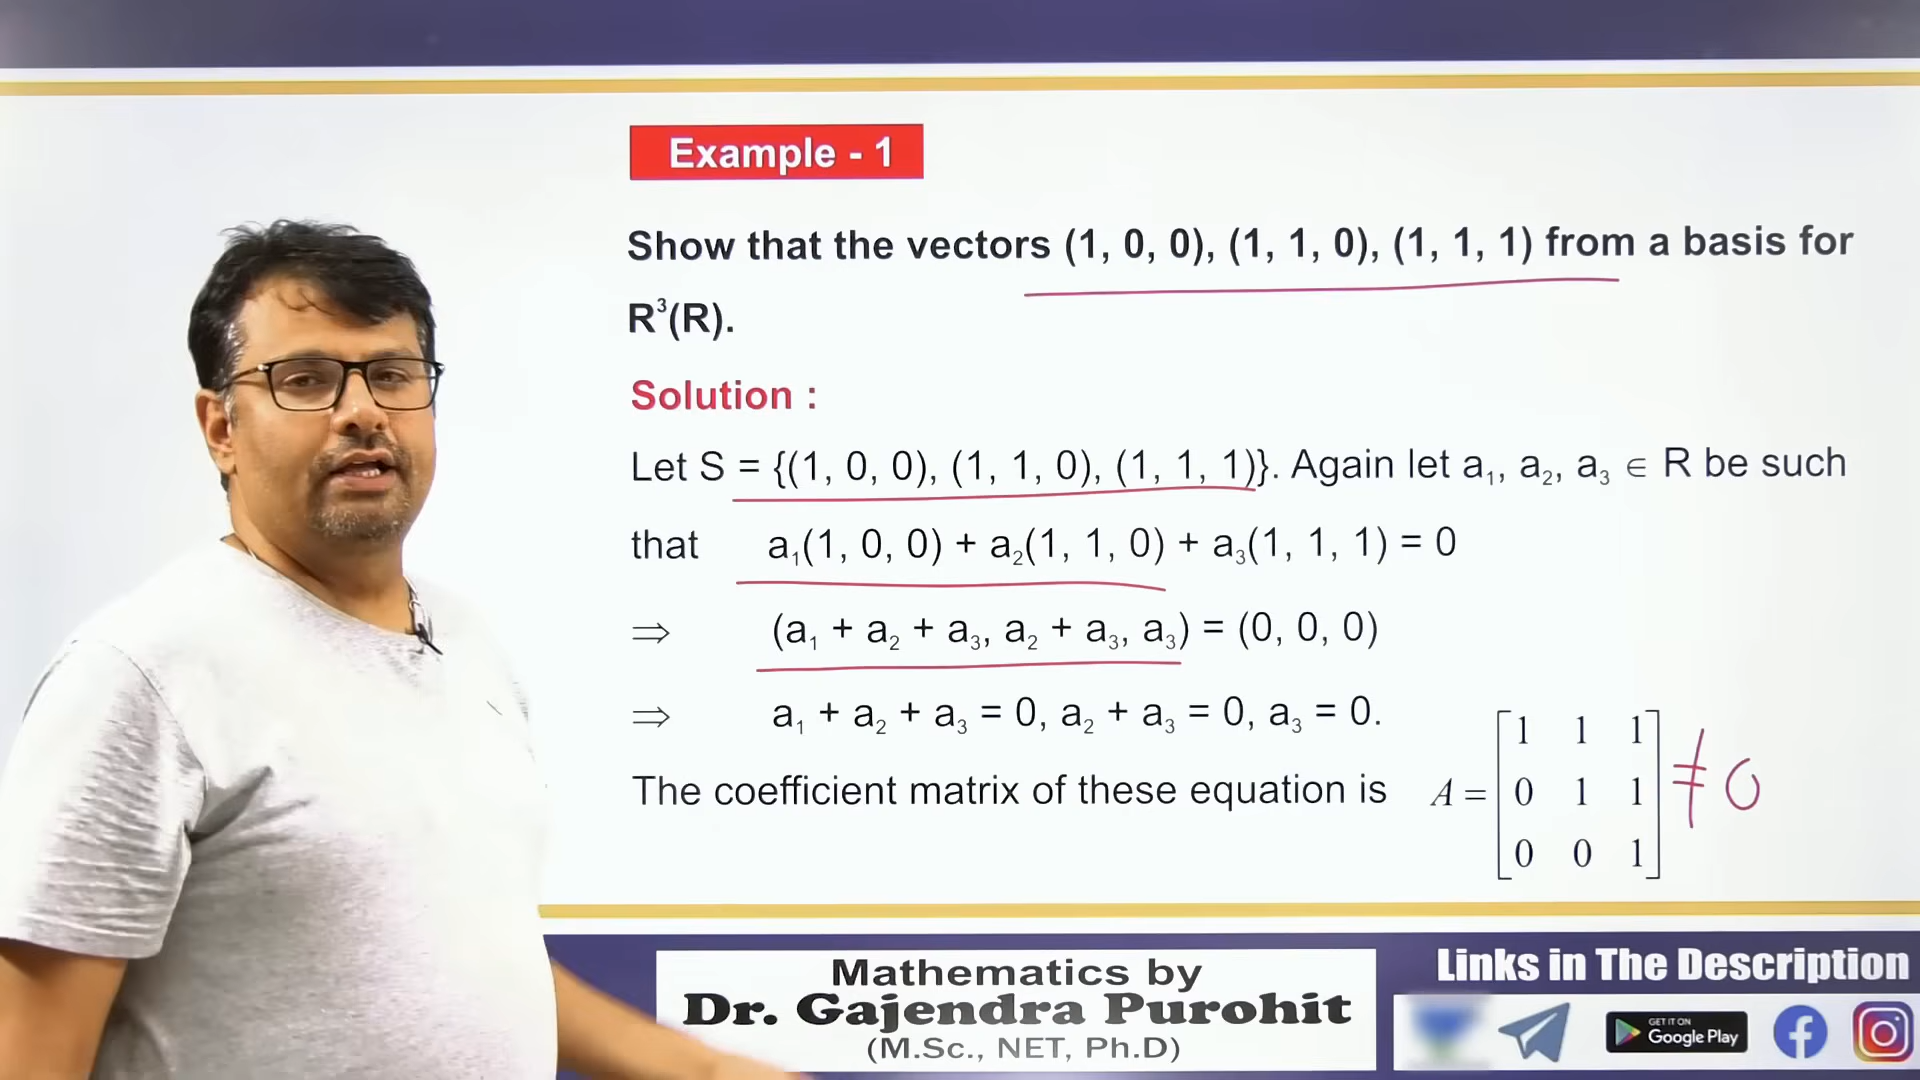 Example - 1
Show that the vectors (1, 0, 0), (1, 1, 0), (1, 1, 1) from a basis for
R³(R).
Solution :
Let S = {(1, 0, 0), (1, 1, 0), (1, 1, 1)}. Again let a₁, a₂, a₃ ∈ R be such
that a₁(1, 0, 0) + a₂(1, 1, 0) + a₃(1, 1, 1) = 0
⇒ (a₁ + a₂ + a₃, a₂ + a₃, a₃) = (0, 0, 0)
⇒ a₁ + a₂ + a₃ = 0, a₂ + a₃ = 0, a₃ = 0.
The coefficient matrix of these equation is A = [1 1 1
0 1 1
0 0 1] ≠ 0
Mathematics by
Dr. Gajendra Purohit
(M.Sc., NET, Ph.D)
Links in The Description
GET IT ON
Google Play